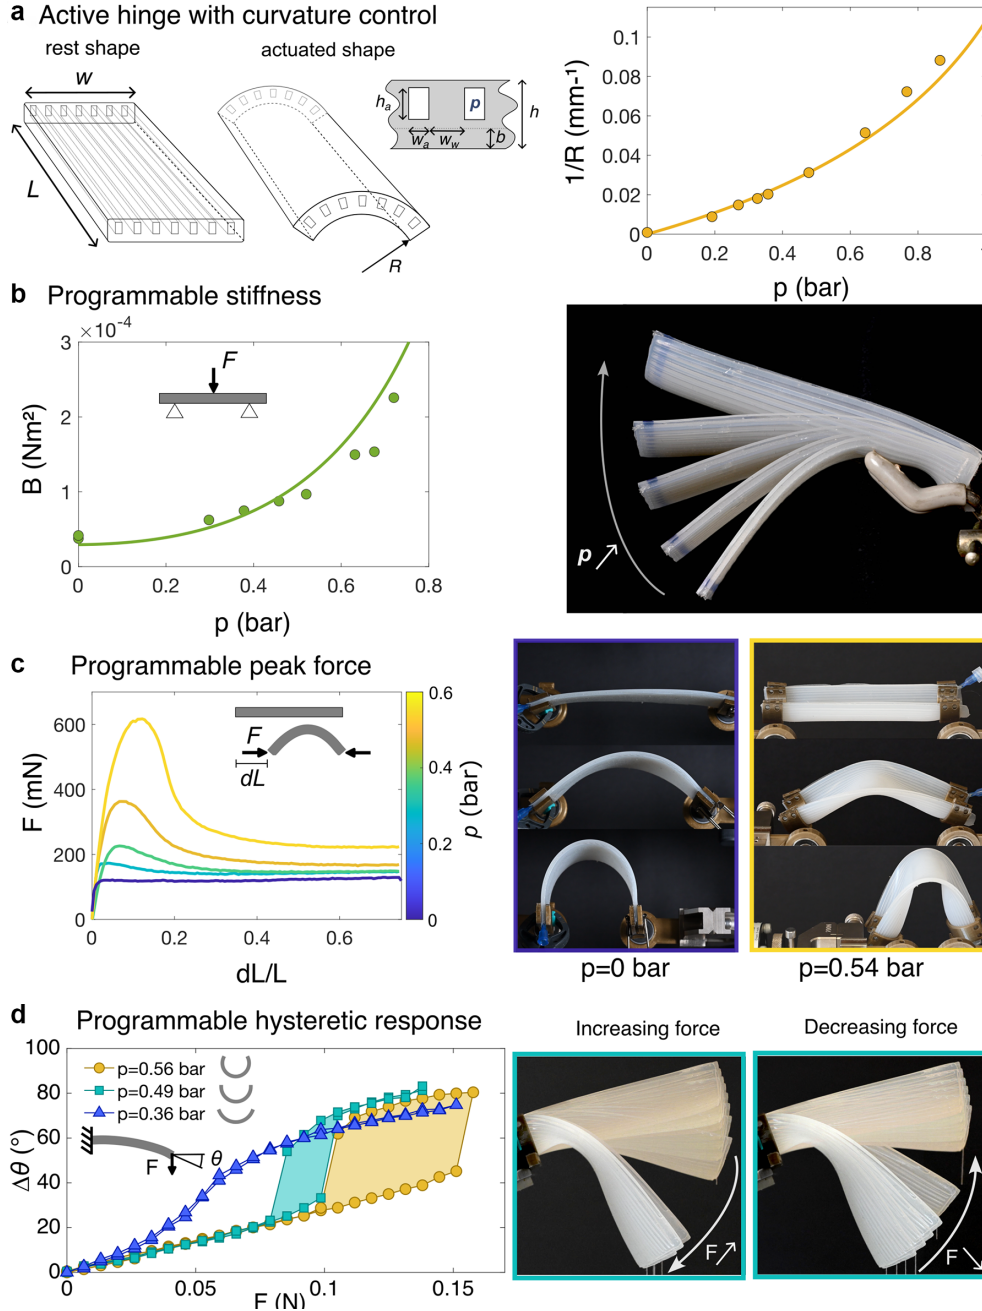 a Active hinge with curvature control
rest shape
actuated shape
w
L
R
hₐ
p
h
wₐ
w_w
b
1/R (mm-¹)
0.1
0.08
0.06
0.04
0.02
0
0 0.2 0.4 0.6 0.8
p (bar)
b Programmable stiffness
×10⁻⁴
F
B (Nm²)
3
2
1
0
0 0.2 0.4 0.6 0.8
p (bar)
p
c Programmable peak force
F (mN)
600
400
200
0
0 0.2 0.4 0.6
dL/L
F
dL
0.6
0.4
0.2
0
p (bar)
p=0 bar
p=0.54 bar
d Programmable hysteretic response
Δθ (°)
100
80
60
40
20
0
p=0.56 bar
p=0.49 bar
p=0.36 bar
F
θ
0 0.05 0.1 0.15
F (N)
Increasing force
Decreasing force
F
F